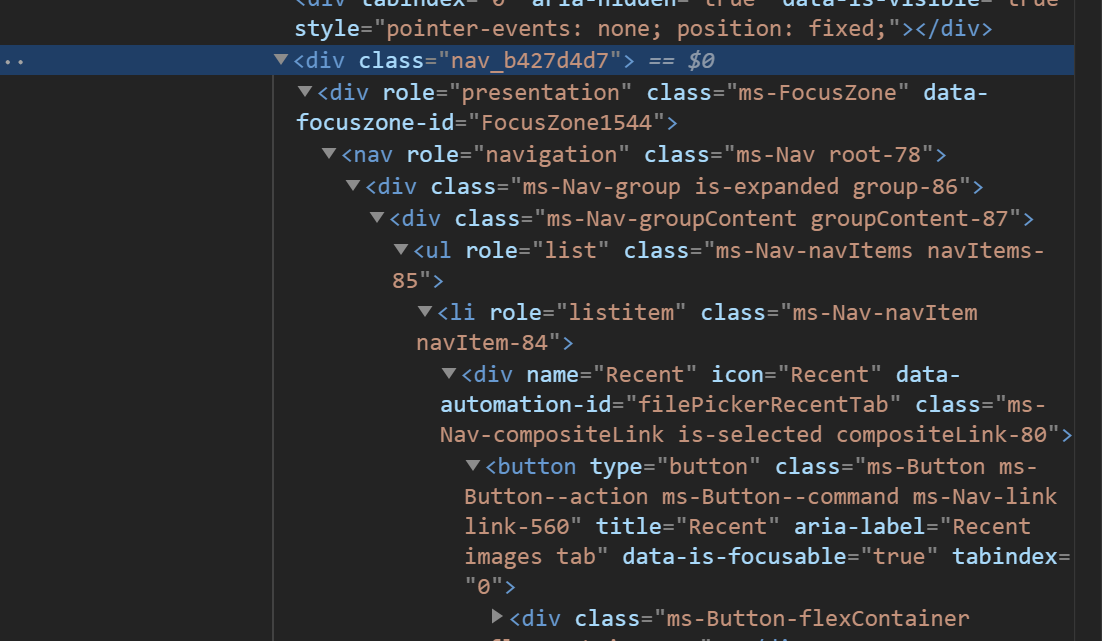 <div tabindex="0" aria-hidden="true" data-is-visible="true"
style="pointer-events: none; position: fixed;"></div>
<div class="nav_b427d4d7"> == $0
<div role="presentation" class="ms-FocusZone" data-
focuszone-id="FocusZone1544">
<nav role="navigation" class="ms-Nav root-78">
<div class="ms-Nav-group is-expanded group-86">
<div class="ms-Nav-groupContent groupContent-87">
<ul role="list" class="ms-Nav-navItems navItems-
85">
<li role="listitem" class="ms-Nav-navItem
navItem-84">
<div name="Recent" icon="Recent" data-
automation-id="filePickerRecentTab" class="ms-
Nav-compositeLink is-selected compositeLink-80">
<button type="button" class="ms-Button ms-
Button--action ms-Button--command ms-Nav-link
link-560" title="Recent" aria-label="Recent
images tab" data-is-focusable="true" tabindex=
"0">
<div class="ms-Button-flexContainer